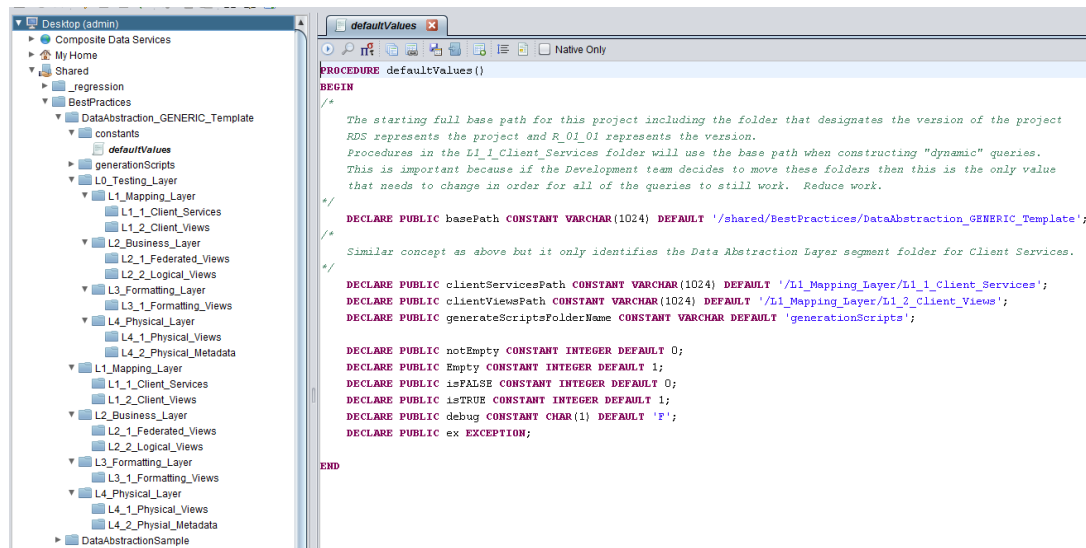 Desktop (admin)
Composite Data Services
My Home
Shared
_regression
BestPractices
DataAbstraction_GENERIC_Template
constants
defaultValues
generationScripts
L0_Testing_Layer
L1_Mapping_Layer
L1_1_Client_Services
L1_2_Client_Views
L2_Business_Layer
L2_1_Federated_Views
L2_2_Logical_Views
L3_Formatting_Layer
L3_1_Formatting_Views
L4_Physical_Layer
L4_1_Physical_Views
L4_2_Physical_Metadata
L1_Mapping_Layer
L1_1_Client_Services
L1_2_Client_Views
L2_Business_Layer
L2_1_Federated_Views
L2_2_Logical_Views
L3_Formatting_Layer
L3_1_Formatting_Views
L4_Physical_Layer
L4_1_Physical_Views
L4_2_Physial_Metadata
DataAbstractionSample
defaultValues
Native Only
PROCEDURE defaultValues()
BEGIN
/*
The starting full base path for this project including the folder that designates the version of the project
RDS represents the project and R_01_01 represents the version.
Procedures in the L1_1_Client_Services folder will use the base path when constructing "dynamic" queries.
This is important because if the Development team decides to move these folders then this is the only value
that needs to change in order for all of the queries to still work.  Reduce work.
*/
DECLARE PUBLIC basePath CONSTANT VARCHAR(1024) DEFAULT '/shared/BestPractices/DataAbstraction_GENERIC_Template';
/*
Similar concept as above but it only identifies the Data Abstraction Layer segment folder for Client Services.
*/
DECLARE PUBLIC clientServicesPath CONSTANT VARCHAR(1024) DEFAULT '/L1_Mapping_Layer/L1_1_Client_Services';
DECLARE PUBLIC clientViewsPath CONSTANT VARCHAR(1024) DEFAULT '/L1_Mapping_Layer/L1_2_Client_Views';
DECLARE PUBLIC generateScriptsFolderName CONSTANT VARCHAR DEFAULT 'generationScripts';
DECLARE PUBLIC notEmpty CONSTANT INTEGER DEFAULT 0;
DECLARE PUBLIC Empty CONSTANT INTEGER DEFAULT 1;
DECLARE PUBLIC isFALSE CONSTANT INTEGER DEFAULT 0;
DECLARE PUBLIC isTRUE CONSTANT INTEGER DEFAULT 1;
DECLARE PUBLIC debug CONSTANT CHAR(1) DEFAULT 'F';
DECLARE PUBLIC ex EXCEPTION;
END